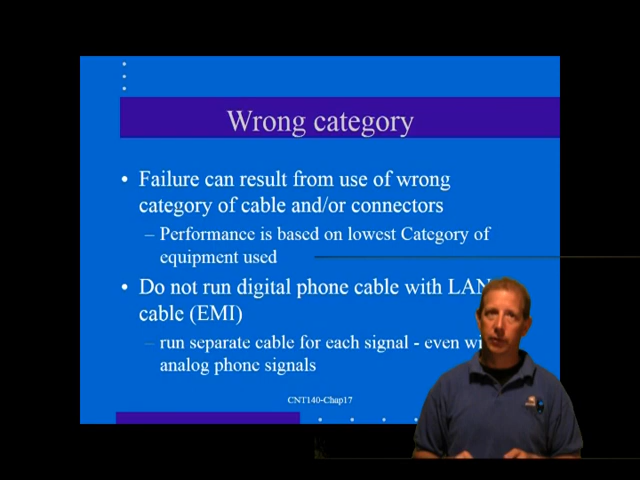 Wrong category
• Failure can result from use of wrong
category of cable and/or connectors
– Performance is based on lowest Category of
equipment used
• Do not run digital phone cable with LAN
cable (EMI)
– run separate cable for each signal - even
analog phone signals
CNT140-Chap17